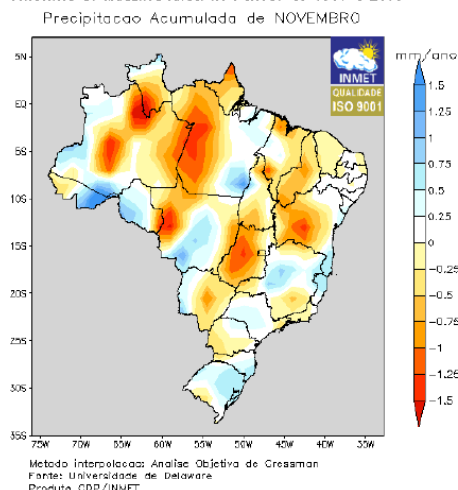 Precipitacao Acumulada de NOVEMBRO
mm/ano
INMET
QUALIDADE
ISO 9001
5N
EQ
5S
10S
15S
20S
25S
30S
35S
75W 70W 65W 60W 55W 50W 45W 40W 35W
1.5
1.25
1
0.75
0.5
0.25
0
-0.25
-0.5
-0.75
-1
-1.25
-1.5
Metodo interpolacao: Analise Objetiva de Cressman
Fonte: Universidade de Delaware
Produto CDP/INMET